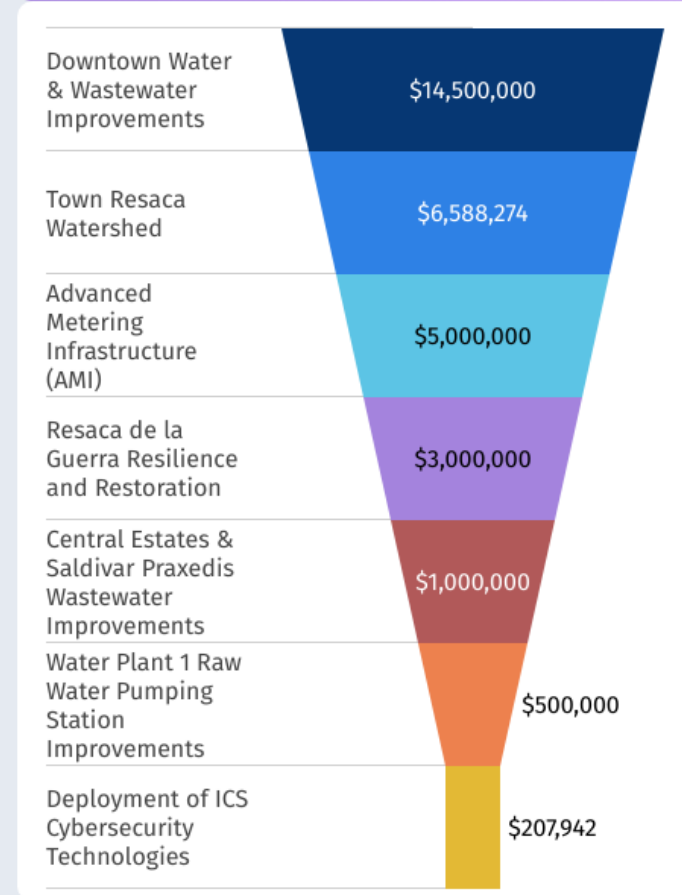 Downtown Water
& Wastewater
Improvements
$14,500,000
Town Resaca
Watershed
$6,588,274
Advanced
Metering
Infrastructure
(AMI)
$5,000,000
Resaca de la
Guerra Resilience
and Restoration
$3,000,000
Central Estates &
Saldivar Praxedis
Wastewater
Improvements
$1,000,000
Water Plant 1 Raw
Water Pumping
Station
Improvements
$500,000
Deployment of ICS
Cybersecurity
Technologies
$207,942